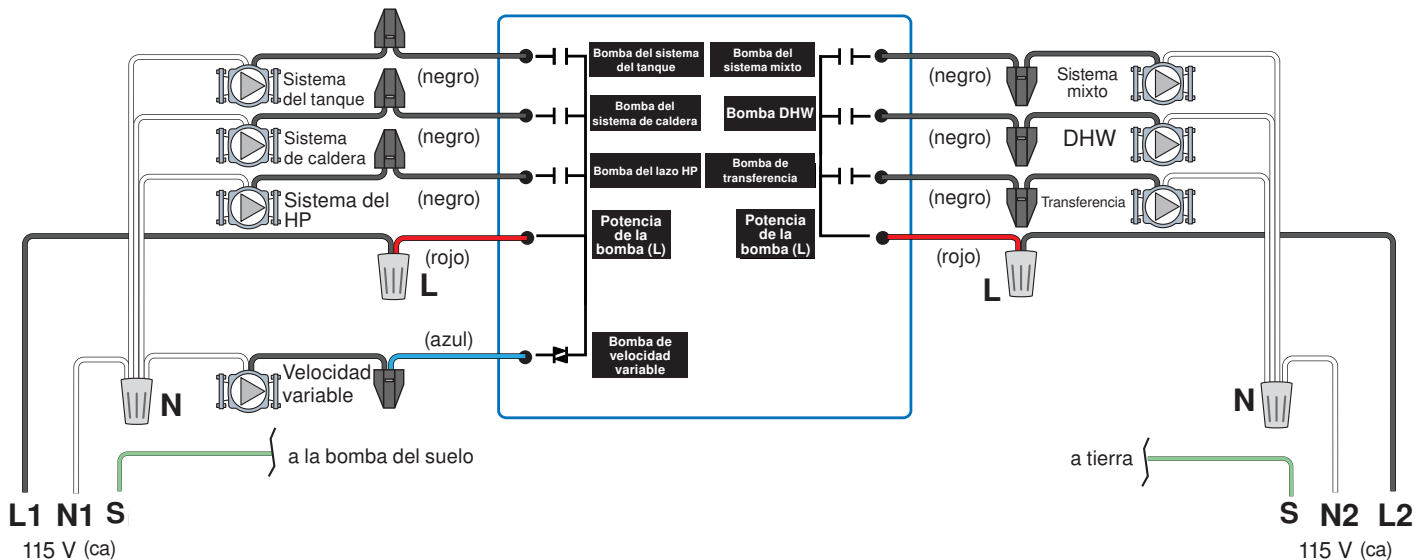 Sistema
del tanque
(negro)
Bomba del sistema
del tanque
Bomba del
sistema mixto
(negro)
Sistema
mixto
Sistema
de caldera
(negro)
Bomba del
sistema de caldera
Bomba DHW
(negro)
DHW
Sistema del
HP
(negro)
Bomba del lazo HP
Bomba de
transferencia
(negro)
Transferencia
(rojo)
L
Potencia
de la
bomba (L)
Potencia
de la
bomba (L)
(rojo)
L
(azul)
Bomba de
velocidad
variable
Velocidad
variable
N
N
a la bomba del suelo
a tierra
L1 N1 S
115 V (ca)
S N2 L2
115 V (ca)